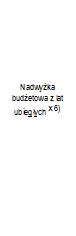 Nadwyżka
budżetowa z lat
ubiegłych x 6)